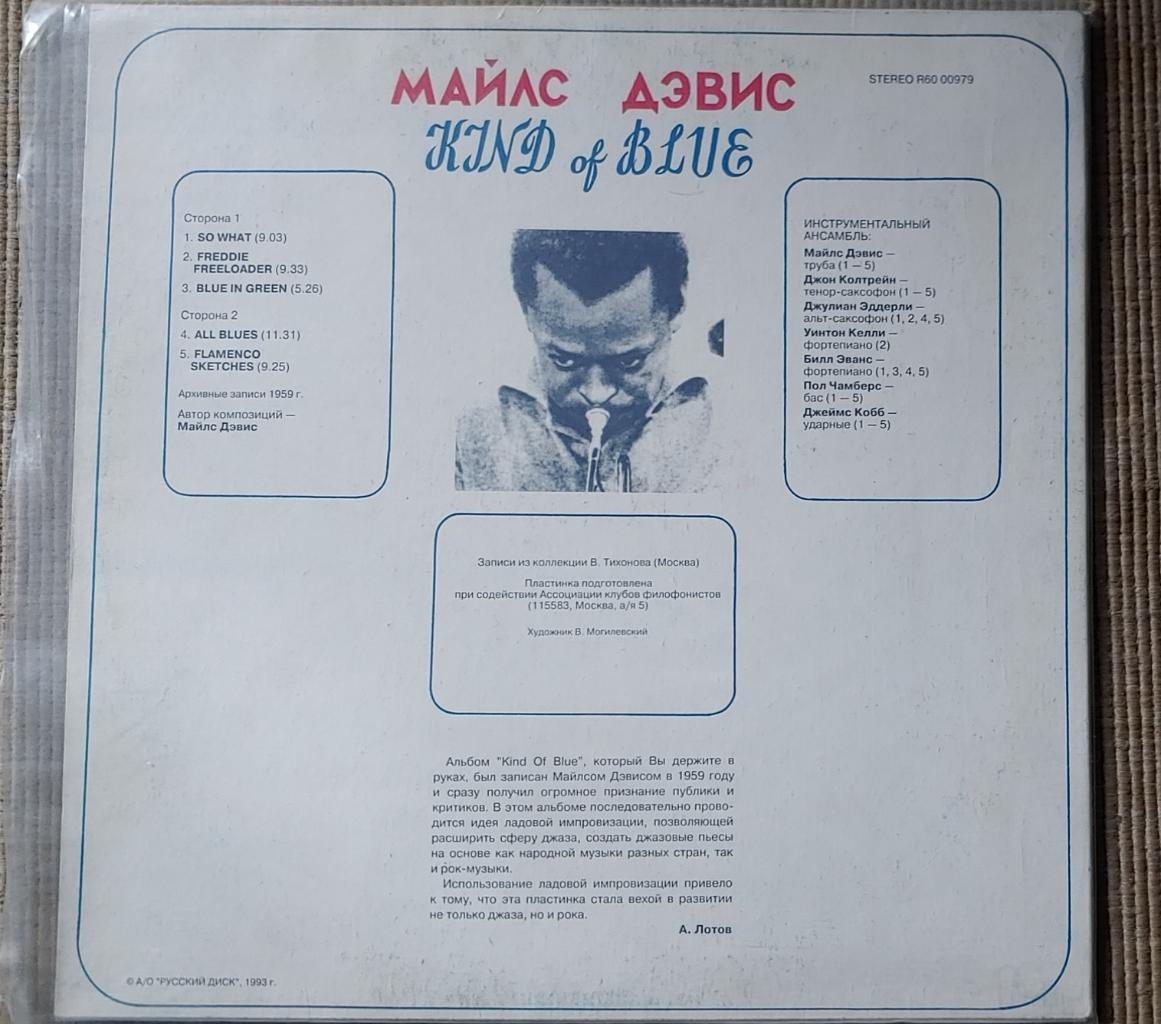 МАЙЛС ДЭВИС
STEREO R60 00979
KIND of BLUE
Сторона 1
1. SO WHAT (9.03)
2. FREDDIE
FREELOADER (9.33)
3. BLUE IN GREEN (5.26)
Сторона 2
4. ALL BLUES (11.31)
5. FLAMENCO
SKETCHES (9.25)
Архивные записи 1959 г.
Автор композиций —
Майлс Дэвис
ИНСТРУМЕНТАЛЬНЫЙ
АНСАМБЛЬ:
Майлс Дэвис —
труба (1 — 5)
Джон Колтрейн —
тенор-саксофон (1 — 5)
Джулиан Эддерли —
альт-саксофон (1, 2, 4, 5)
Уинтон Келли —
фортепиано (2)
Билл Эванс —
фортепиано (1, 3, 4, 5)
Пол Чамберс —
бас (1 — 5)
Джеймс Кобб —
ударные (1 — 5)
Записи из коллекции В. Тихонова (Москва)
Пластинка подготовлена
при содействии Ассоциации клубов филофонистов
(115583, Москва, а/я 5)
Художник В. Могилевский
Альбом "Kind Of Blue", который Вы держите в
руках, был записан Майлсом Дэвисом в 1959 году
и сразу получил огромное признание публики и
критиков. В этом альбоме последовательно прово-
дится идея ладовой импровизации, позволяющей
расширить сферу джаза, создать джазовые пьесы
на основе как народной музыки разных стран, так
и рок-музыки.
Использование ладовой импровизации привело
к тому, что эта пластинка стала вехой в развитии
не только джаза, но и рока.
А. Лотов
© А/О "РУССКИЙ ДИСК", 1993 г.